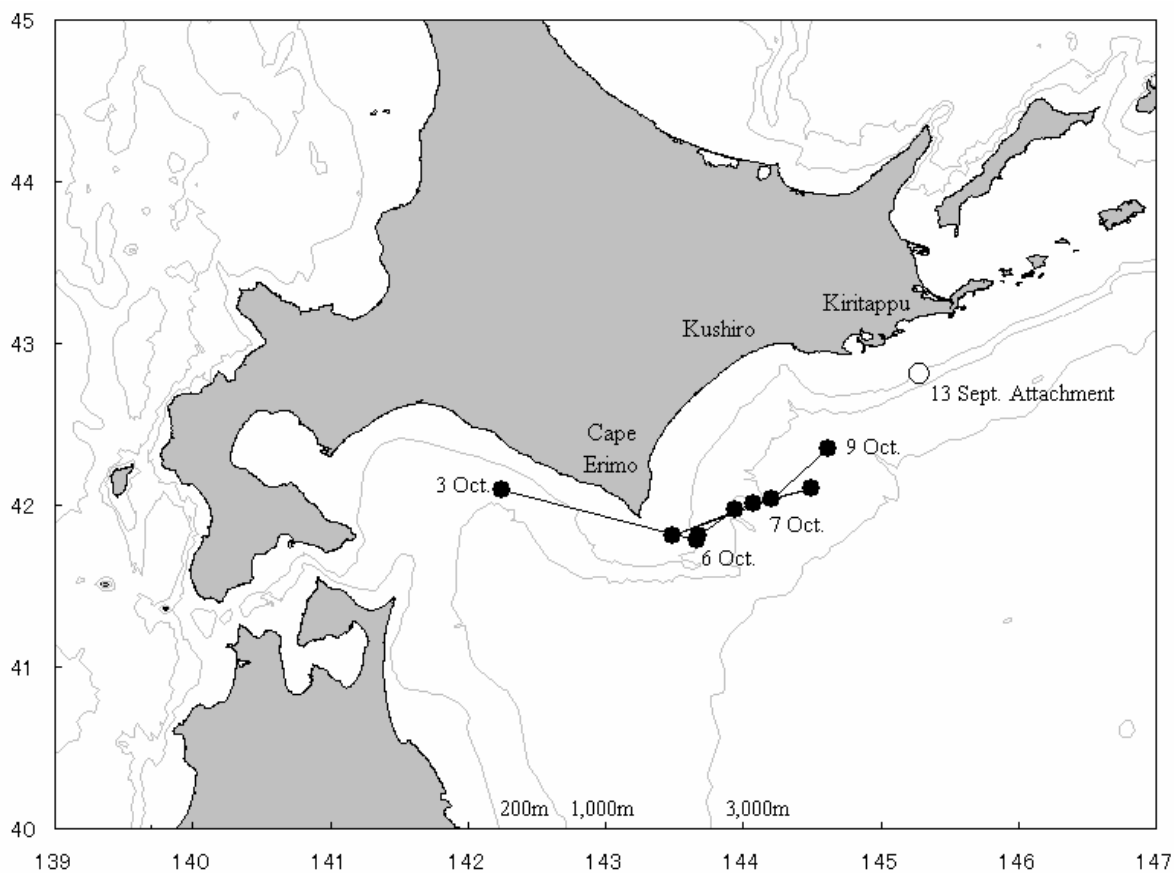 45
44
Kiritappu
Kushiro
43
13 Sept. Attachment
Cape
Erimo
9 Oct.
3 Oct.
42
7 Oct.
6 Oct.
41
200m
1,000m
3,000m
40
139
140
141
142
143
144
145
146
147